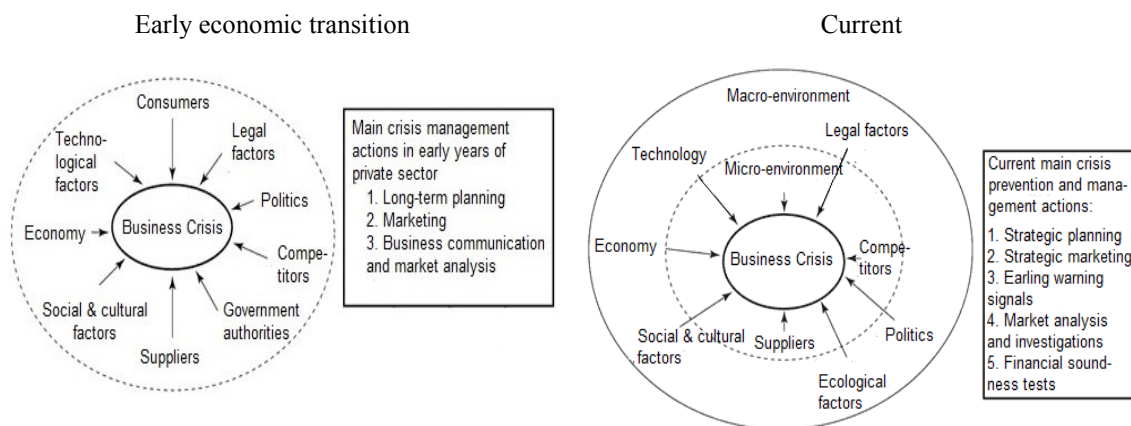 Early economic transition
Current
Consumers
Legal
factors
Techno-
logical
factors
Politics
Economy
Business Crisis
Compe-
titors
Social & cultural
factors
Government
authorities
Suppliers
Main crisis management
actions in early years of
private sector
1. Long-term planning
2. Marketing
3. Business communication
and market analysis
Macro-environment
Legal factors
Technology
Micro-environment
Economy
Business Crisis
Compe-
titors
Social & cultural
factors
Suppliers
Politics
Ecological
factors
Current main crisis
prevention and mana-
gement actions:
1. Strategic planning
2. Strategic marketing
3. Earling warning
signals
4. Market analysis
and investigations
5. Financial sound-
ness tests